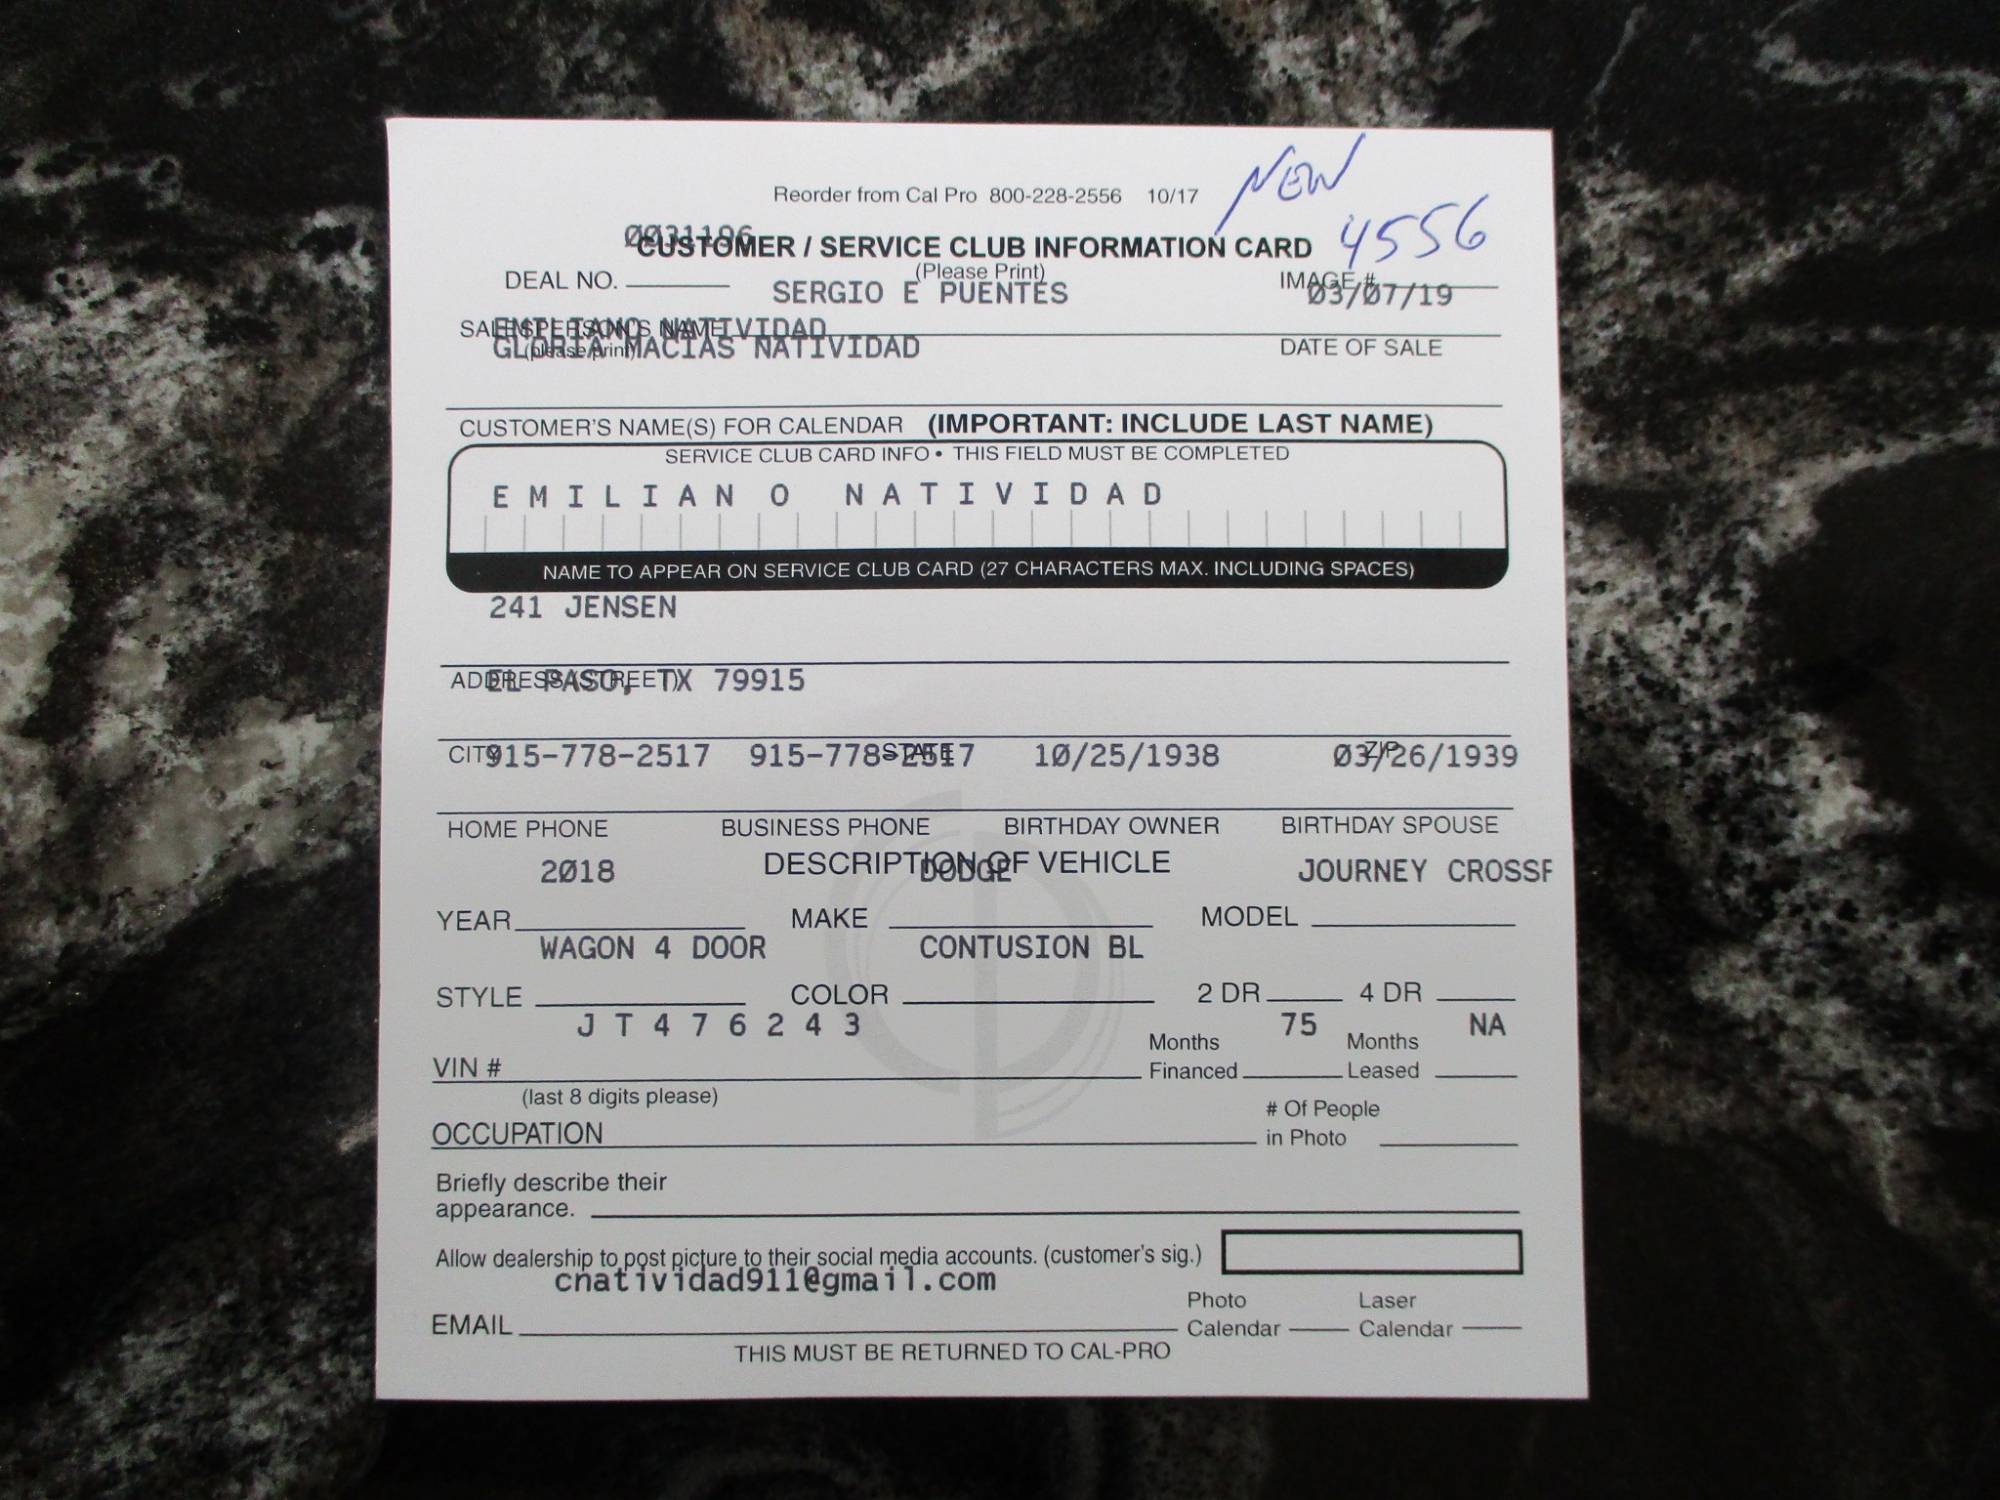 Reorder from Cal Pro 800-228-2556 10/17
NEW
4556
0031196
CUSTOMER / SERVICE CLUB INFORMATION CARD
(Please Print)
DEAL NO. IMAGE #
SERGIO E PUENTES 03/07/19
SALESPERSON'S NAME
EMILIANO NATIVIDAD
(please print) DATE OF SALE
GLORIA MACIAS NATIVIDAD
CUSTOMER'S NAME(S) FOR CALENDAR (IMPORTANT: INCLUDE LAST NAME)
SERVICE CLUB CARD INFO • THIS FIELD MUST BE COMPLETED
E M I L I A N O N A T I V I D A D
NAME TO APPEAR ON SERVICE CLUB CARD (27 CHARACTERS MAX. INCLUDING SPACES)
241 JENSEN
ADDRESS (STREET)
EL PASO, TX 79915
CITY STATE ZIP
915-778-2517 915-778-2517 10/25/1938 03/26/1939
HOME PHONE BUSINESS PHONE BIRTHDAY OWNER BIRTHDAY SPOUSE
DESCRIPTION OF VEHICLE
2018 DODGE JOURNEY CROSSF
YEAR MAKE MODEL
WAGON 4 DOOR CONTUSION BL
STYLE COLOR 2 DR 4 DR
J T 4 7 6 2 4 3 75 NA
VIN # Months Financed Months Leased
(last 8 digits please)
OCCUPATION # Of People in Photo
Briefly describe their
appearance.
Allow dealership to post picture to their social media accounts. (customer's sig.)
cnatividad911@gmail.com
EMAIL Photo Calendar Laser Calendar
THIS MUST BE RETURNED TO CAL-PRO